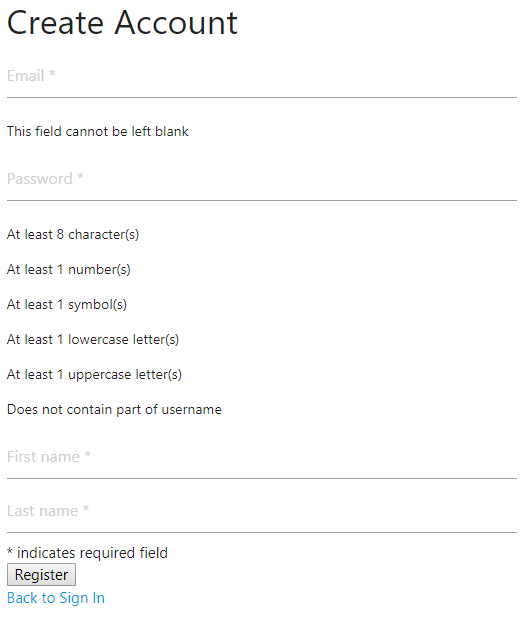 Create Account
Email *
This field cannot be left blank
Password *
At least 8 character(s)
At least 1 number(s)
At least 1 symbol(s)
At least 1 lowercase letter(s)
At least 1 uppercase letter(s)
Does not contain part of username
First name *
Last name *
* indicates required field
Register
Back to Sign In